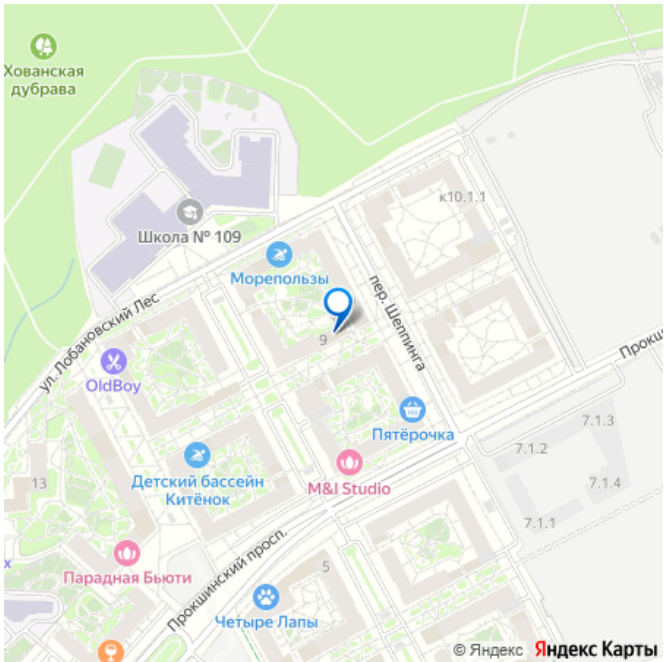 Хованская
дубрава
к10.1.1
Школа № 109
Морепользы
пер. Шеппинга
ул. Лобановский Лес
9
Прокш
OldBoy
Пятёрочка
7.1.3
7.1.2
Детский бассейн
Китёнок
M&I Studio
7.1.4
13
7.1.1
Прокшинский просп.
х
Парадная Бьюти
5
Четыре Лапы
© Яндекс Яндекс Карты